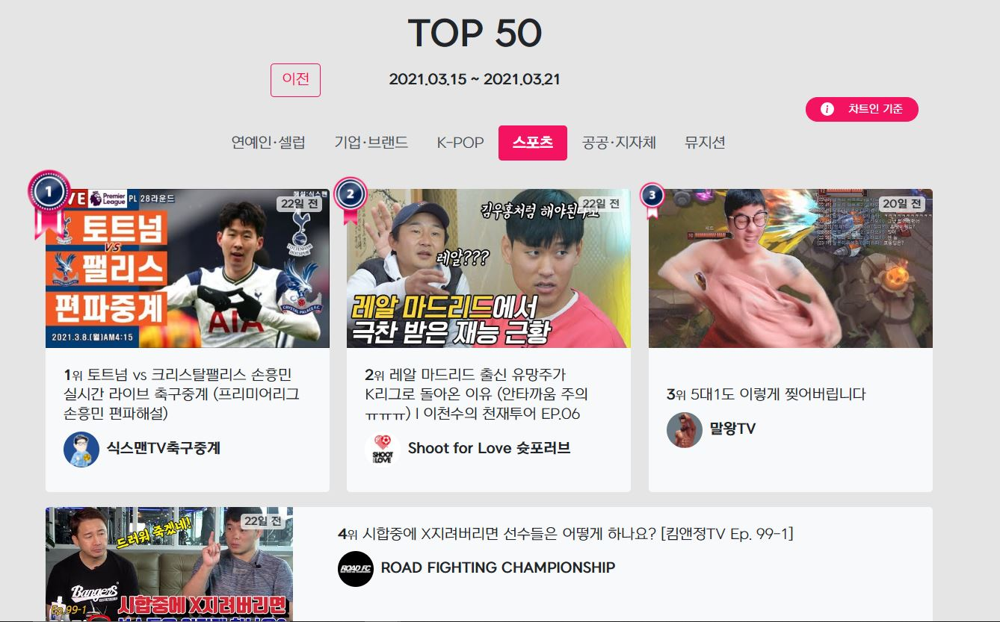 TOP 50
이전
2021.03.15 ~ 2021.03.21
차트인 기준
연예인·셀럽
기업·브랜드
K-POP
스포츠
공공·지자체
뮤지션
1
VE Premier League PL 28라운드
해설:식스맨
22일 전
토트넘
VS
팰리스
편파중계
TOTTENHAM HOTSPUR
CRYSTAL PALACE F.C.
AIA
2021.3.8.(월)AM4:15
1위 토트넘 vs 크리스탈팰리스 손흥민
실시간 라이브 축구중계 (프리미어리그
손흥민 편파해설)
식스맨TV축구중계
2
김우홍처럼 해야된다고
22일 전
레알???
레알 마드리드에서
극찬 받은 재능 근황
2위 레알 마드리드 출신 유망주가
K리그로 돌아온 이유 (안타까움 주의
ㅠㅠㅠ) l 이천수의 천재투어 EP.06
SHOOT FOR LOVE
Shoot for Love 슛포러브
3
20일 전
3위 5대1도 이렇게 찢어버립니다
말왕TV
22일 전
드러워 죽겠네!
Bangers
Ep.99-1
시합중에 X지려버리면
4위 시합중에 X지려버리면 선수들은 어떻게 하나요? [킴앤정TV Ep. 99-1]
ROAD FC
ROAD FIGHTING CHAMPIONSHIP